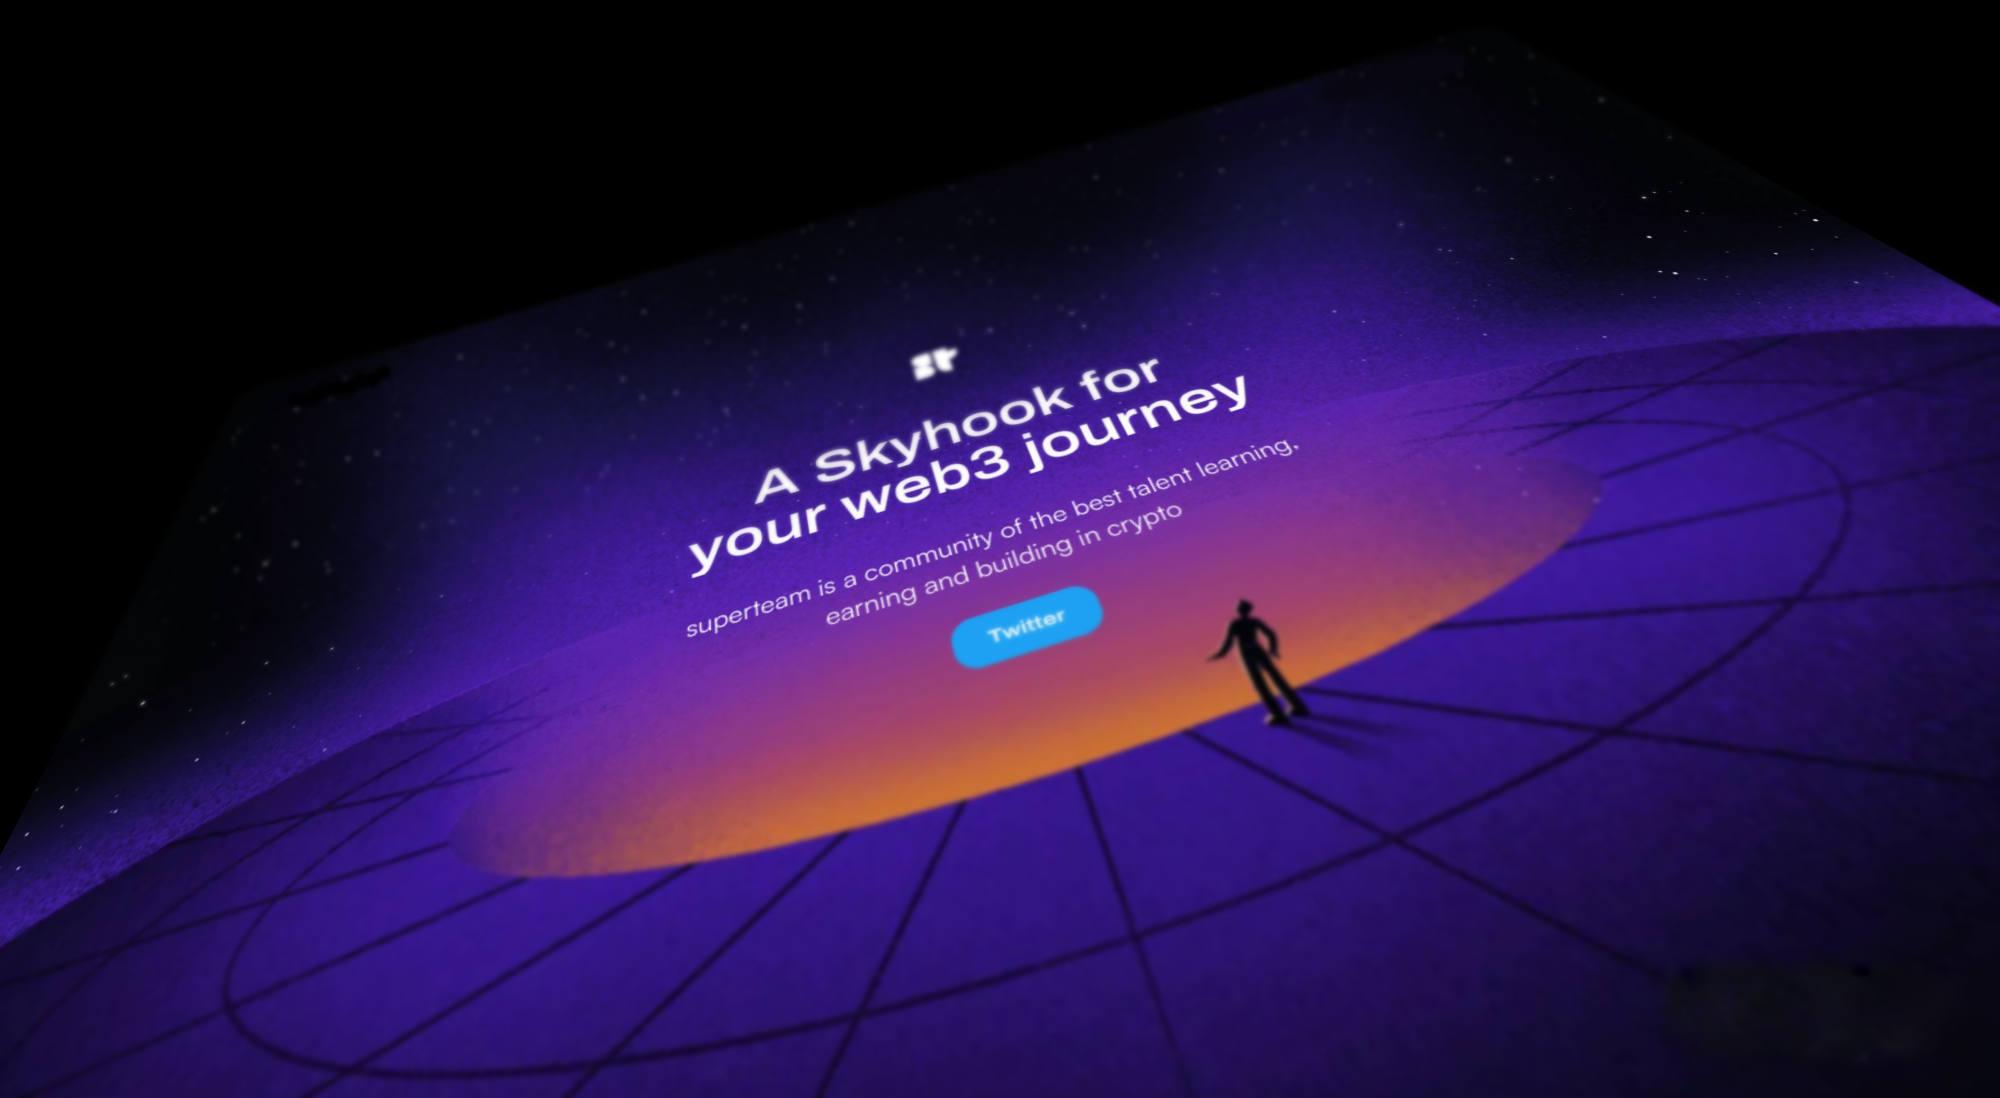 A Skyhook for
your web3 journey
superteam is a community of the best talent learning,
earning and building in crypto
Twitter